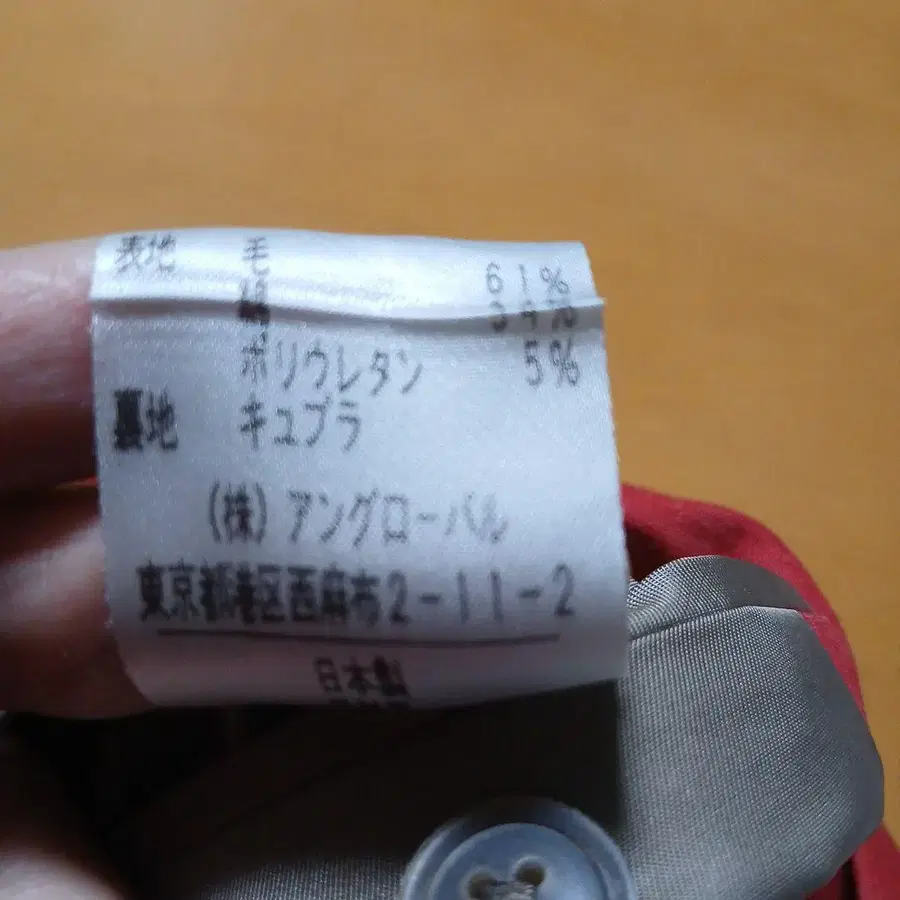 表地 毛 61%
綿 34%
ポリウレタン 5%
裏地 キュプラ
(株)アングローバル
東京都港区西麻布2-11-2
日本製